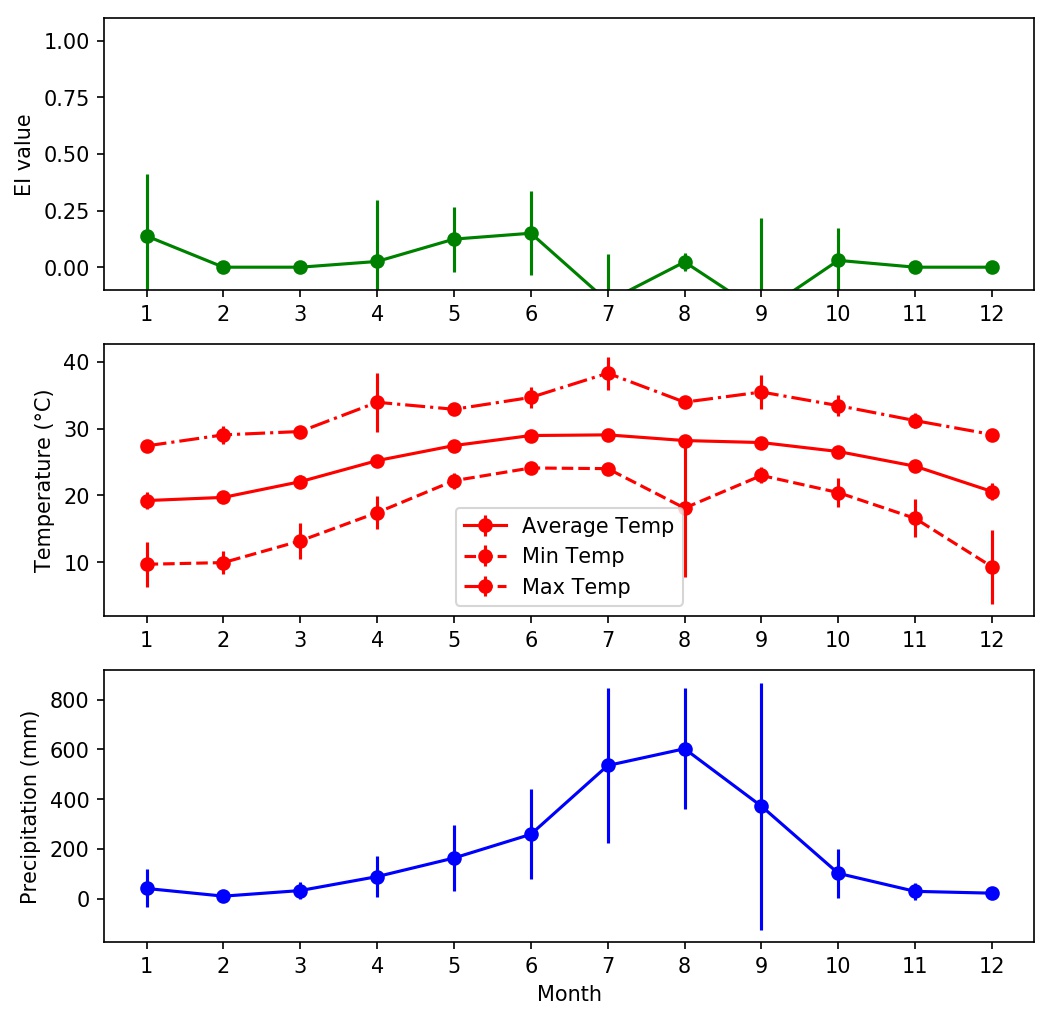 EI value
1.00
0.75
0.50
0.25
0.00
1 2 3 4 5 6 7 8 9 10 11 12
Temperature (°C)
40
30
20
10
Average Temp
Min Temp
Max Temp
1 2 3 4 5 6 7 8 9 10 11 12
Precipitation (mm)
800
600
400
200
0
1 2 3 4 5 6 7 8 9 10 11 12
Month